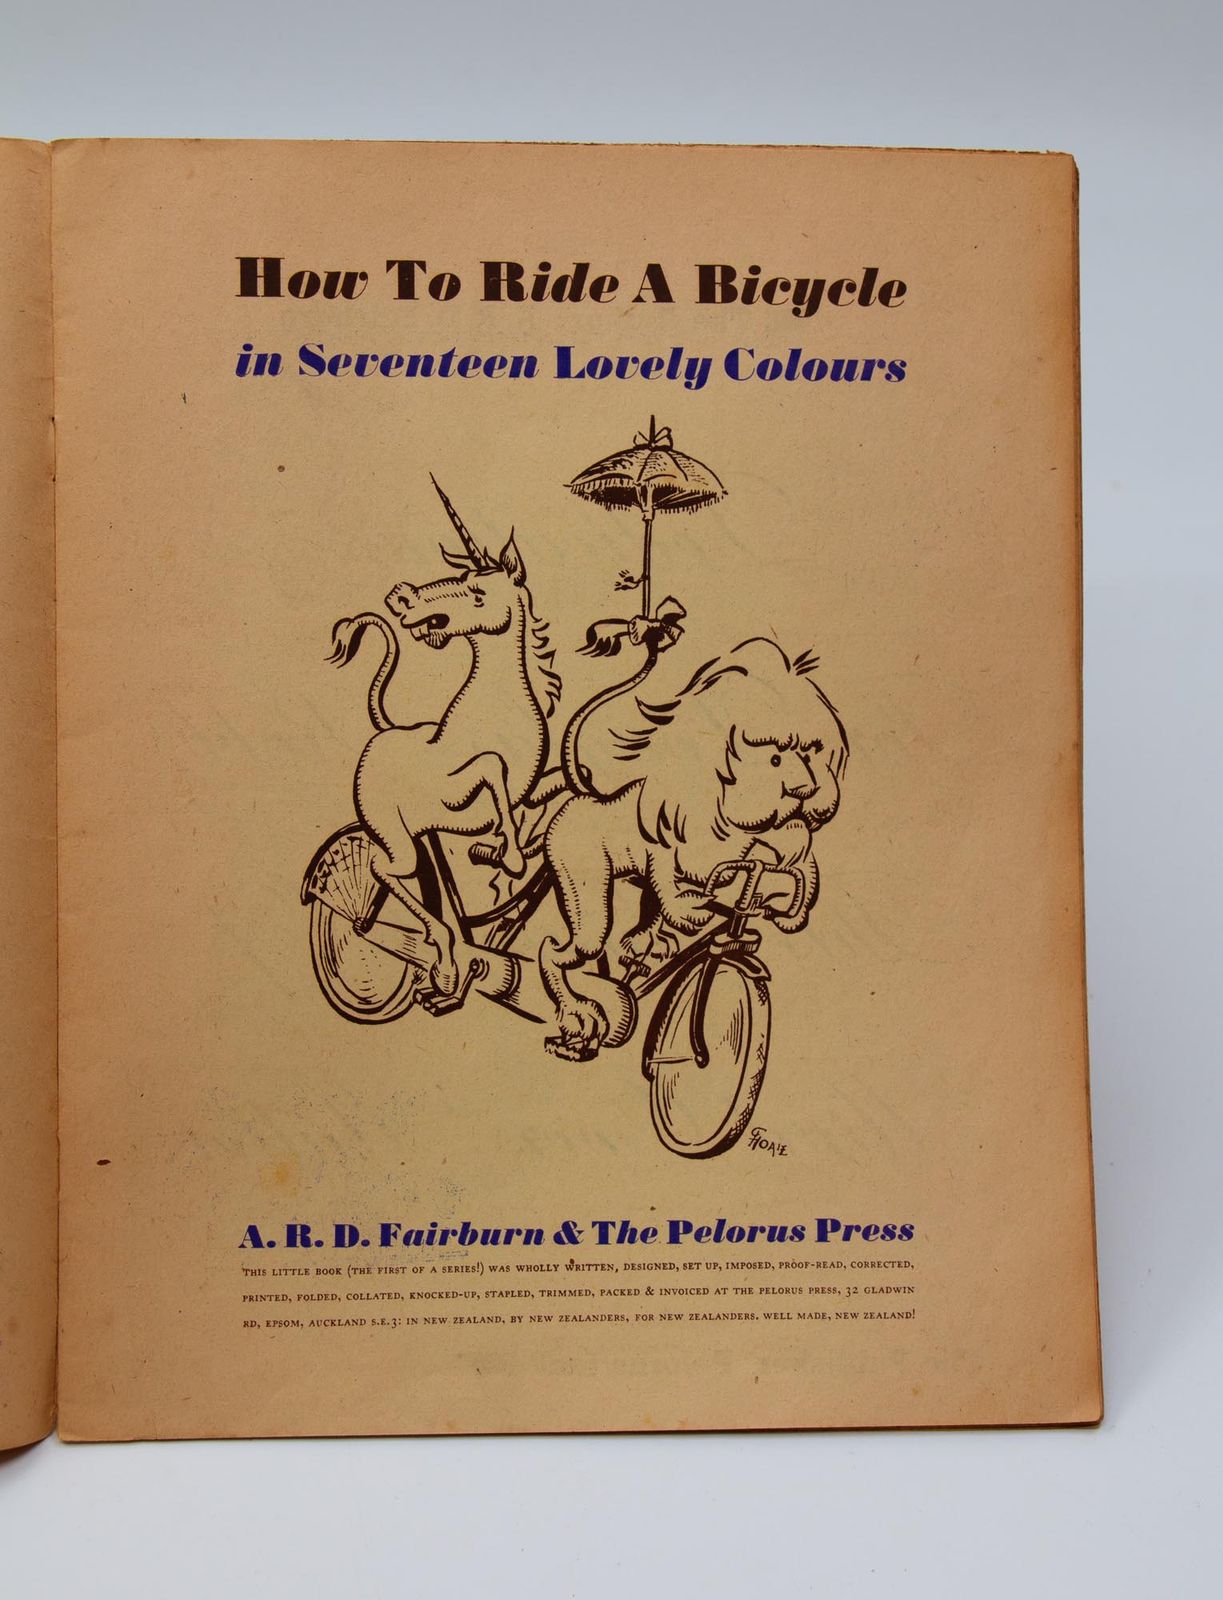 How To Ride A Bicycle
in Seventeen Lovely Colours
A. R. D. Fairburn & The Pelorus Press
THIS LITTLE BOOK (THE FIRST OF A SERIES!) WAS WHOLLY WRITTEN, DESIGNED, SET UP, IMPOSED, PROOF-READ, CORRECTED,
PRINTED, FOLDED, COLLATED, KNOCKED-UP, STAPLED, TRIMMED, PACKED & INVOICED AT THE PELORUS PRESS, 32 GLADWIN
RD, EPSOM, AUCKLAND S.E.3: IN NEW ZEALAND, BY NEW ZEALANDERS, FOR NEW ZEALANDERS. WELL MADE, NEW ZEALAND!